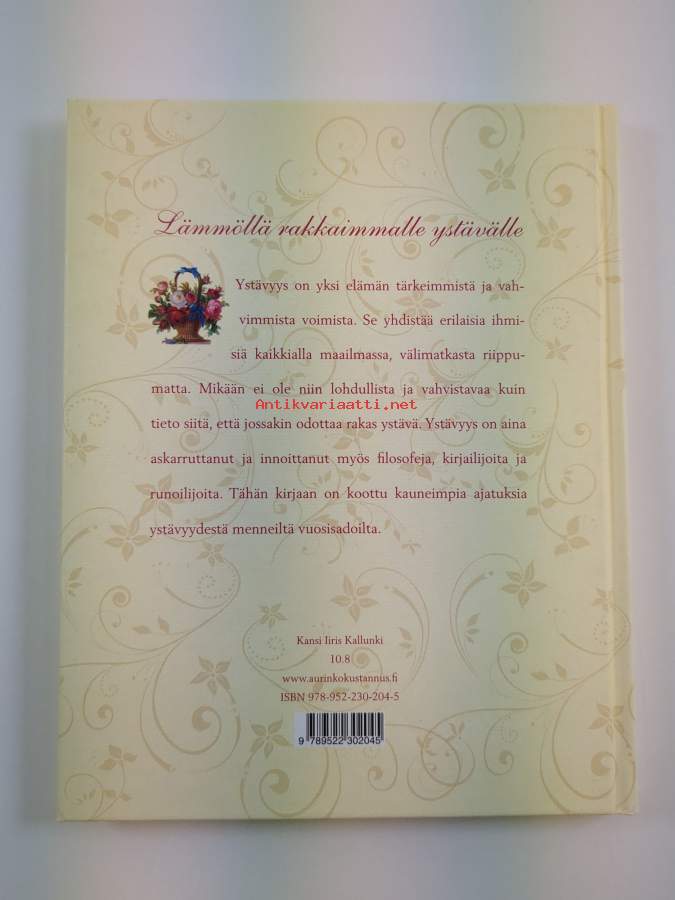 Lämmöllä rakkaimmalle ystävälle
Ystävyys on yksi elämän tärkeimmistä ja vah-
vimmista voimista. Se yhdistää erilaisia ihmi-
siä kaikkialla maailmassa, välimatkasta riippu-
matta. Mikään ei ole niin lohdullista ja vahvistavaa kuin
Antikvariaatti.net
tieto siitä, että jossakin odottaa rakas ystävä. Ystävyys on aina
askarruttanut ja innoittanut myös filosofeja, kirjailijoita ja
runoilijoita. Tähän kirjaan on koottu kauneimpia ajatuksia
ystävyydestä menneiltä vuosisadoilta.
Kansi Iiris Kallunki
10.8
www.aurinkokustannus.fi
ISBN 978-952-230-204-5
9 789522 302045